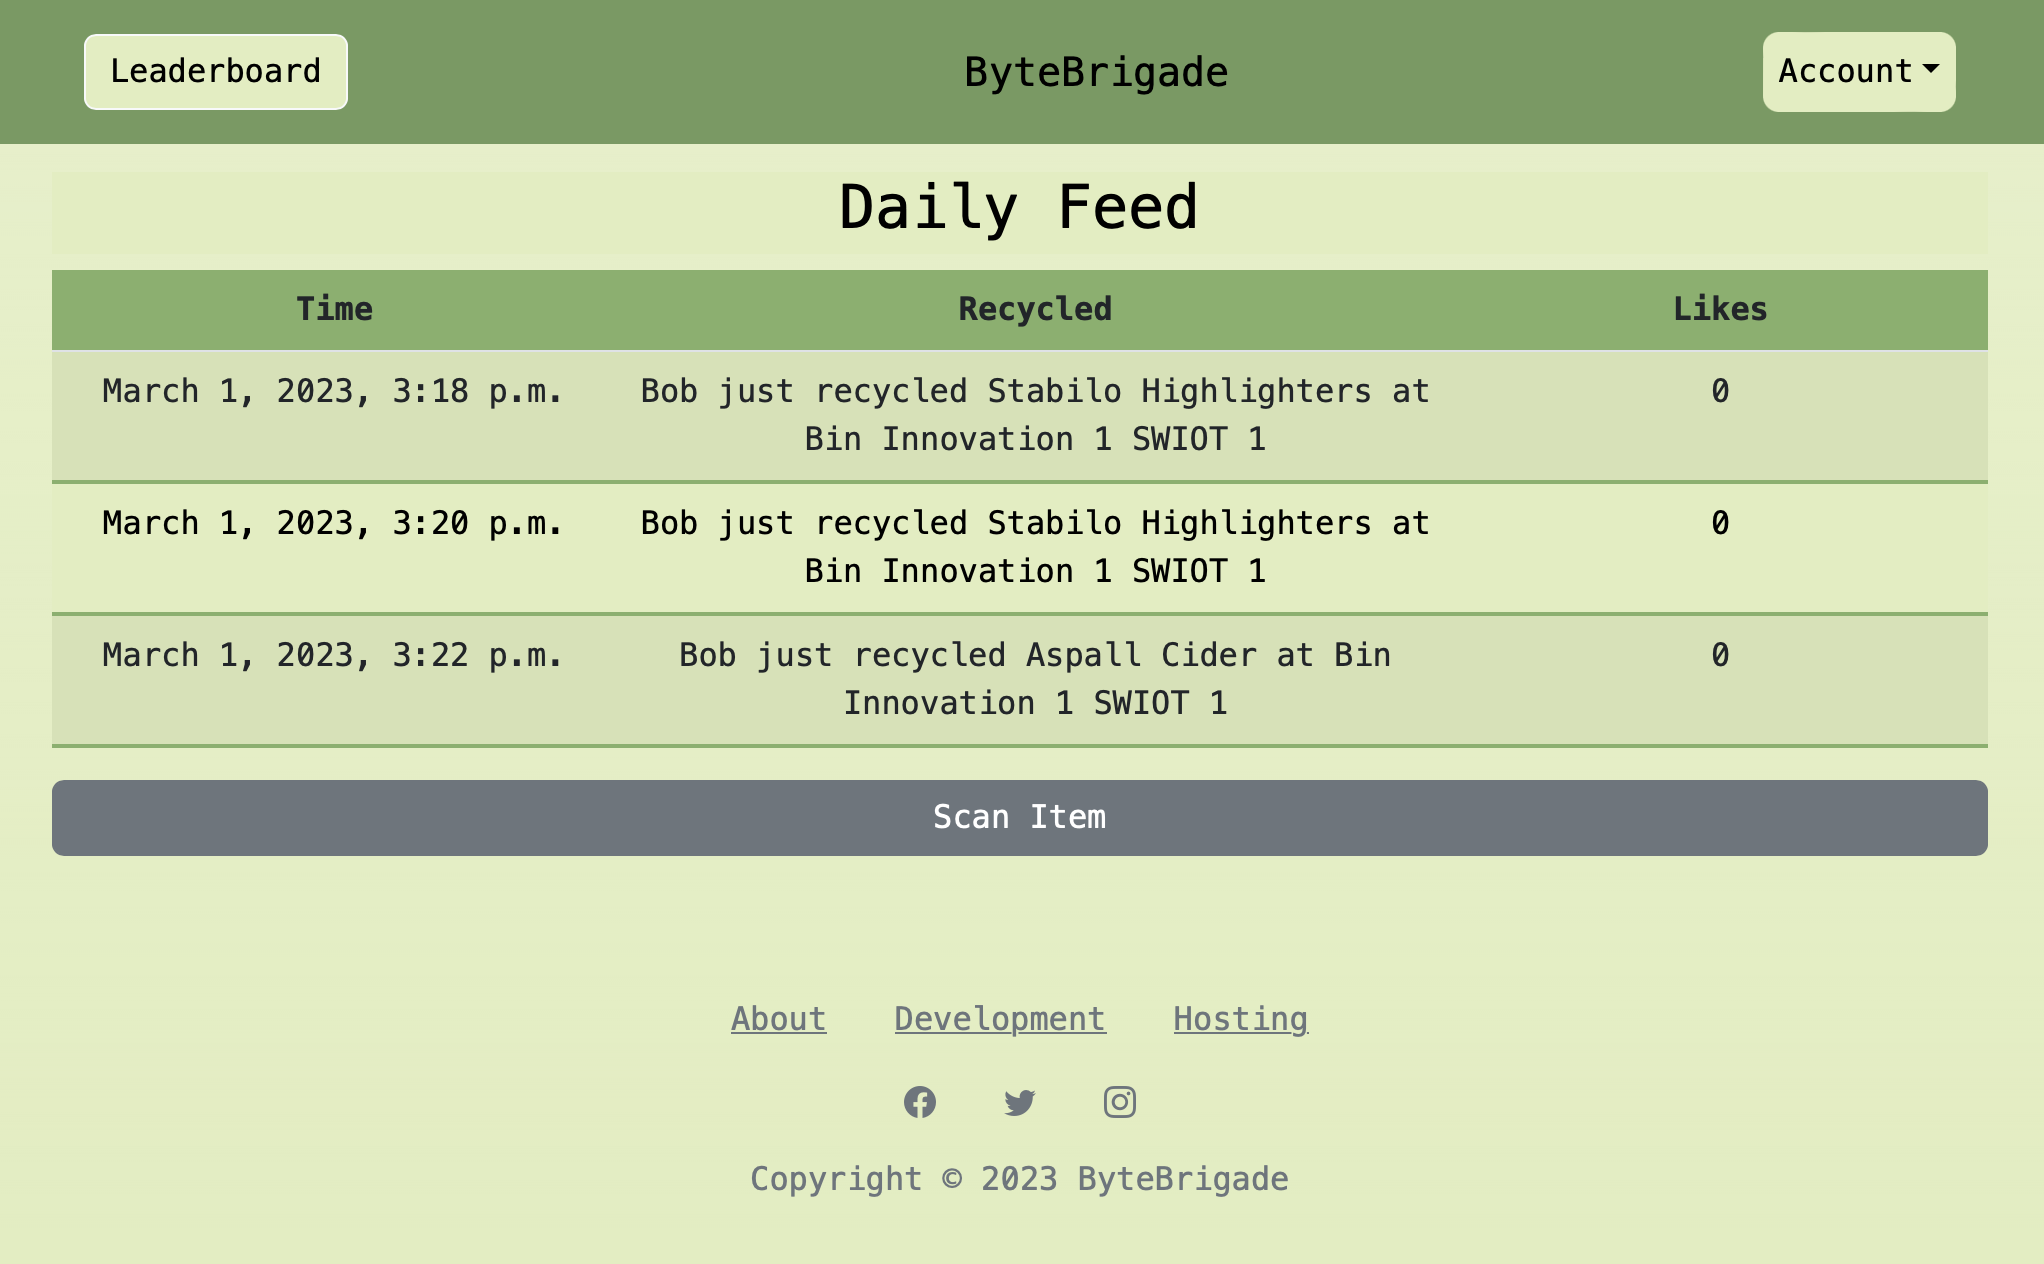 Leaderboard ByteBrigade Account
Daily Feed
Time Recycled Likes
March 1, 2023, 3:18 p.m. Bob just recycled Stabilo Highlighters at 0
Bin Innovation 1 SWIOT 1
March 1, 2023, 3:20 p.m. Bob just recycled Stabilo Highlighters at 0
Bin Innovation 1 SWIOT 1
March 1, 2023, 3:22 p.m. Bob just recycled Aspall Cider at Bin 0
Innovation 1 SWIOT 1
Scan Item
About Development Hosting
Copyright © 2023 ByteBrigade